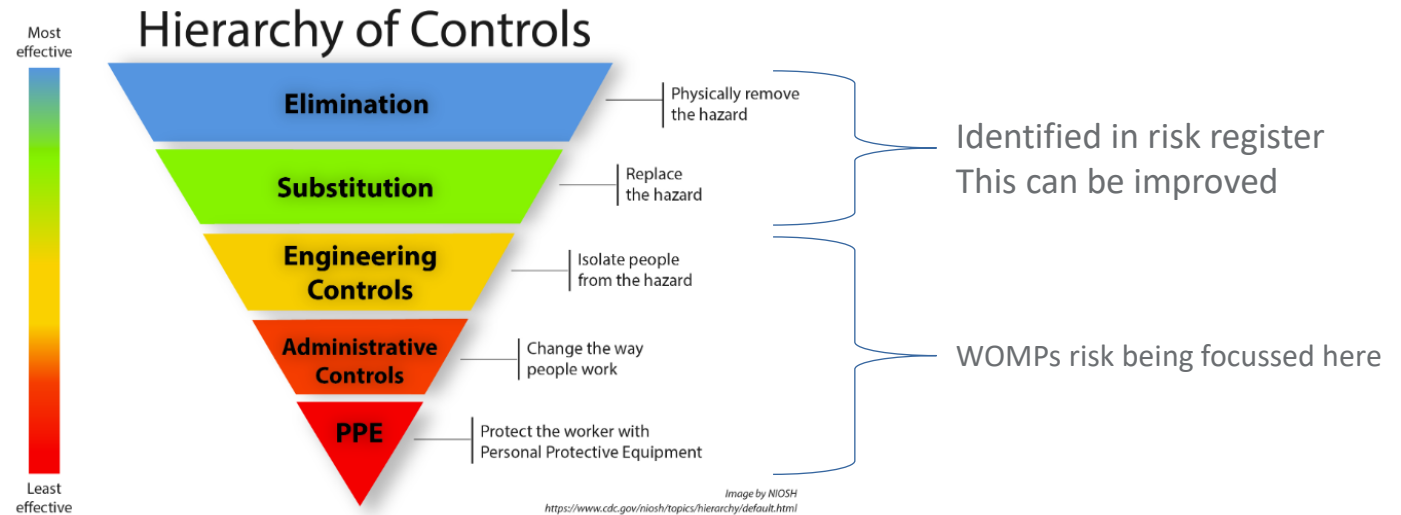 Hierarchy of Controls
Most
effective
Elimination
Physically remove
the hazard
Substitution
Replace
the hazard
Engineering
Controls
Isolate people
from the hazard
Administrative
Controls
Change the way
people work
PPE
Protect the worker with
Personal Protective Equipment
Least
effective
Image by NIOSH
https://www.cdc.gov/niosh/topics/hierarchy/default.html
Identified in risk register
This can be improved
WOMPs risk being focussed here